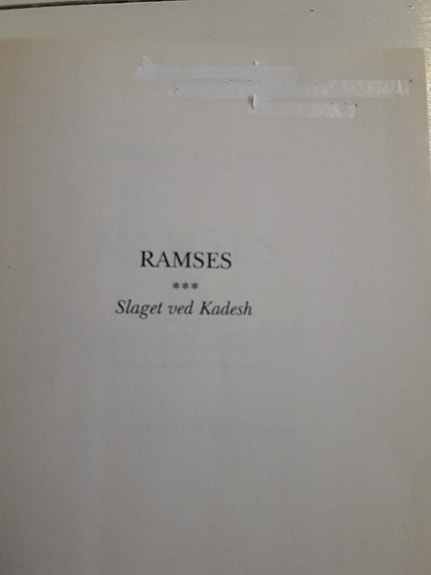 RAMSES
***
Slaget ved Kadesh